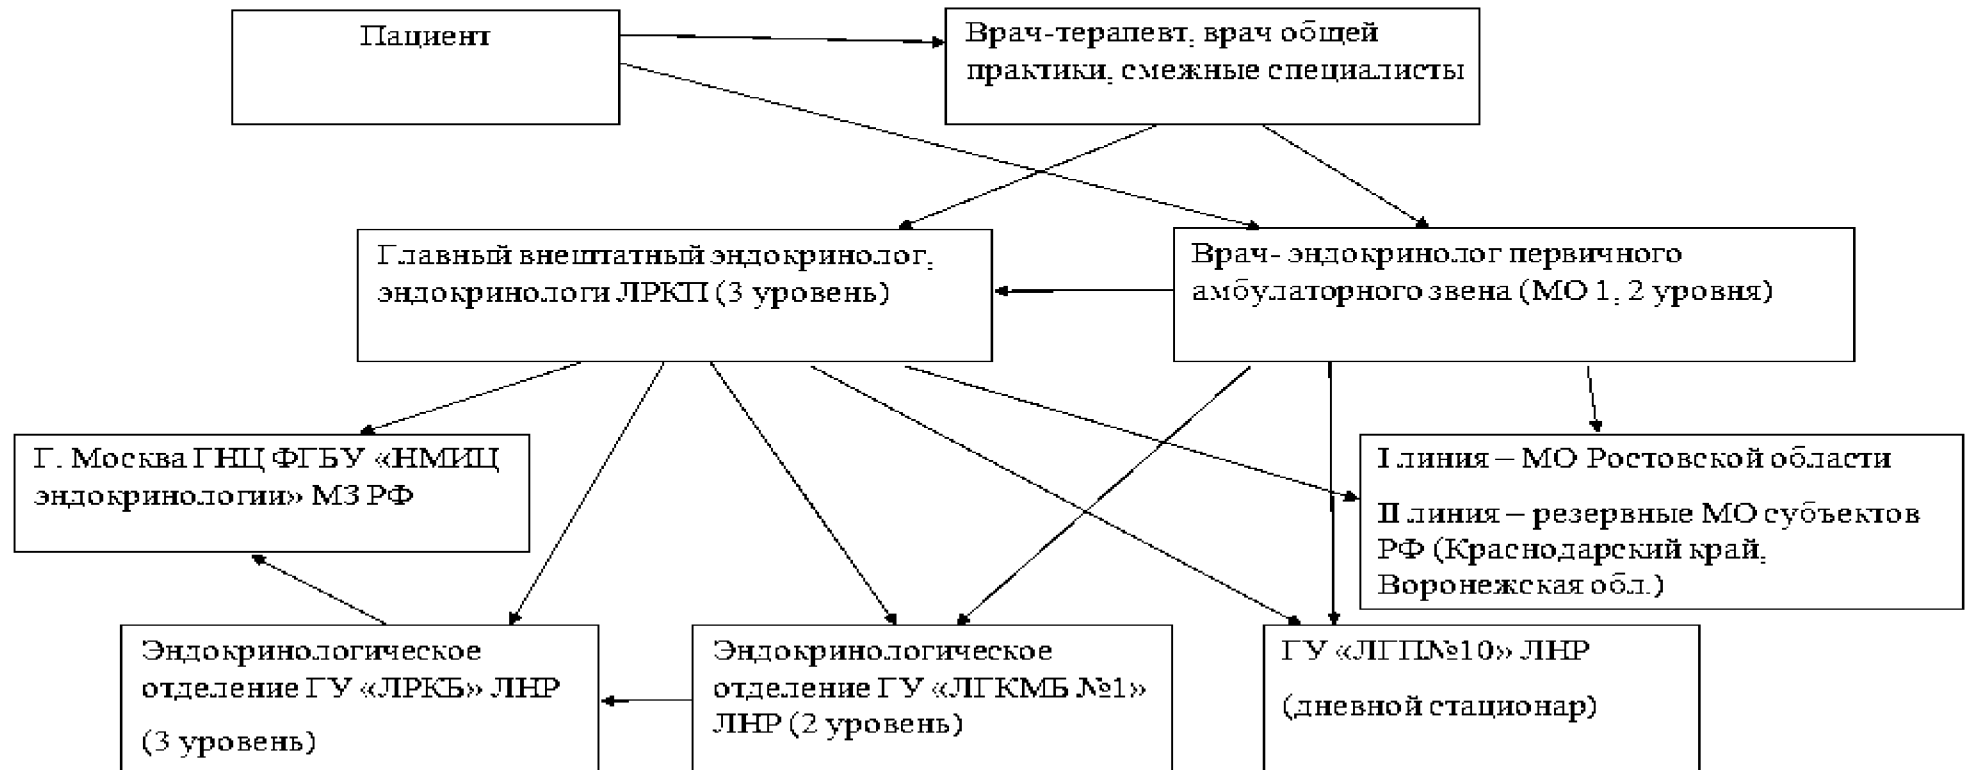 Пациент
Врач-терапевт, врач общей
практики, смежные специалисты
Главный внештатный эндокринолог,
эндокринологи ЛРКП (3 уровень)
Врач- эндокринолог первичного
амбулаторного звена (МО 1, 2 уровня)
Г. Москва ГНЦ ФГБУ «НМИЦ
эндокринологии» МЗ РФ
I линия – МО Ростовской области
II линия – резервные МО субъектов
РФ (Краснодарский край,
Воронежская обл.)
Эндокринологическое
отделение ГУ «ЛРКБ» ЛНР
(3 уровень)
Эндокринологическое
отделение ГУ «ЛГКМБ №1»
ЛНР (2 уровень)
ГУ «ЛГП№10» ЛНР
(дневной стационар)